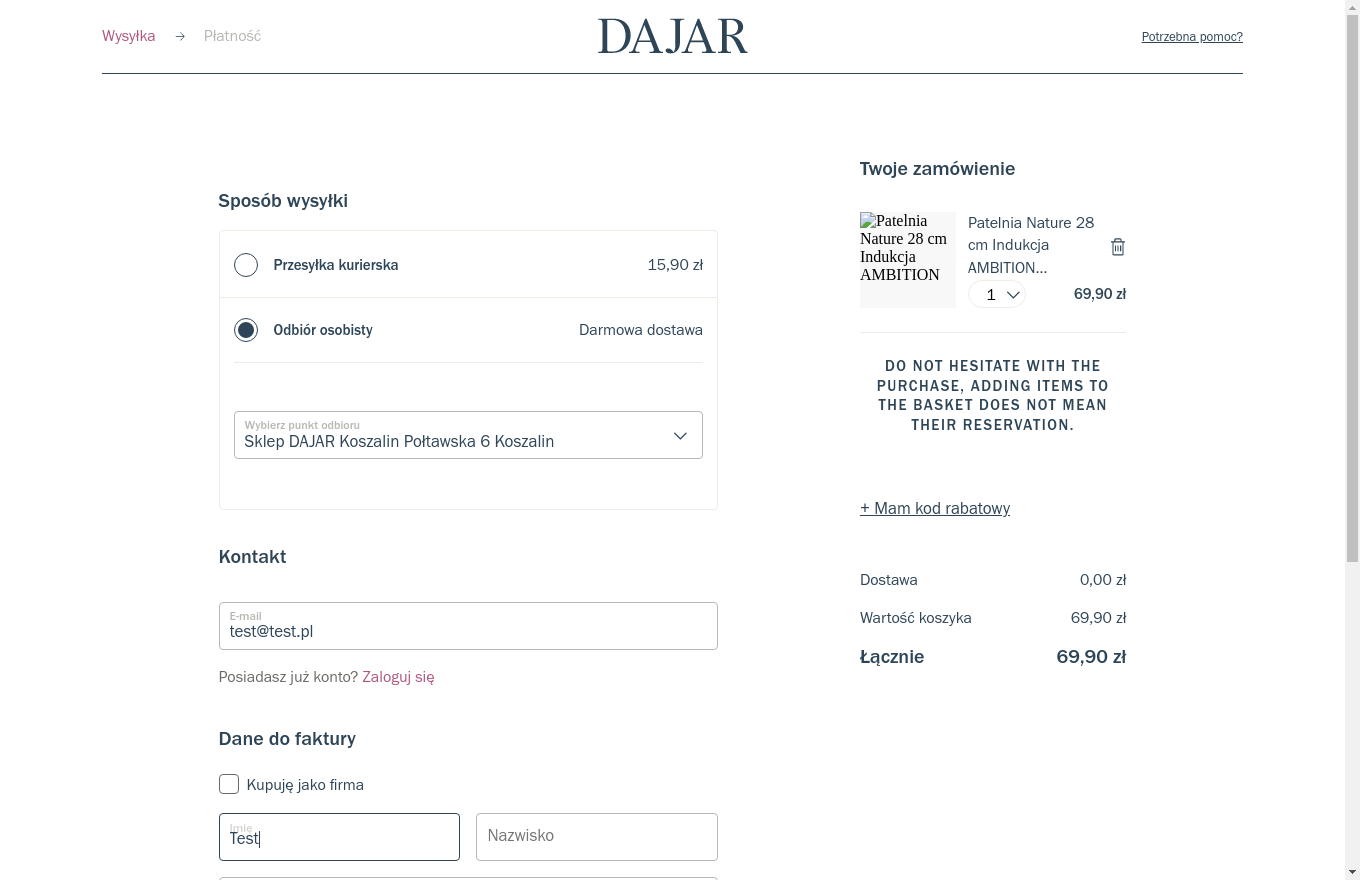 Wysyłka
Płatność
DAJAR
Potrzebna pomoc?
Sposób wysyłki
Przesyłka kurierska
15,90 zł
Odbiór osobisty
Darmowa dostawa
Wybierz punkt odbioru
Sklep DAJAR Koszalin Połtawska 6 Koszalin
Kontakt
E-mail
test@test.pl
Posiadasz już konto? Zaloguj się
Dane do faktury
Kupuję jako firma
Imię
Test
Nazwisko
Twoje zamówienie
Patelnia
Nature 28 cm
Indukcja
AMBITION
Patelnia Nature 28
cm Indukcja
AMBITION...
1
69,90 zł
DO NOT HESITATE WITH THE
PURCHASE, ADDING ITEMS TO
THE BASKET DOES NOT MEAN
THEIR RESERVATION.
+ Mam kod rabatowy
Dostawa
0,00 zł
Wartość koszyka
69,90 zł
Łącznie
69,90 zł